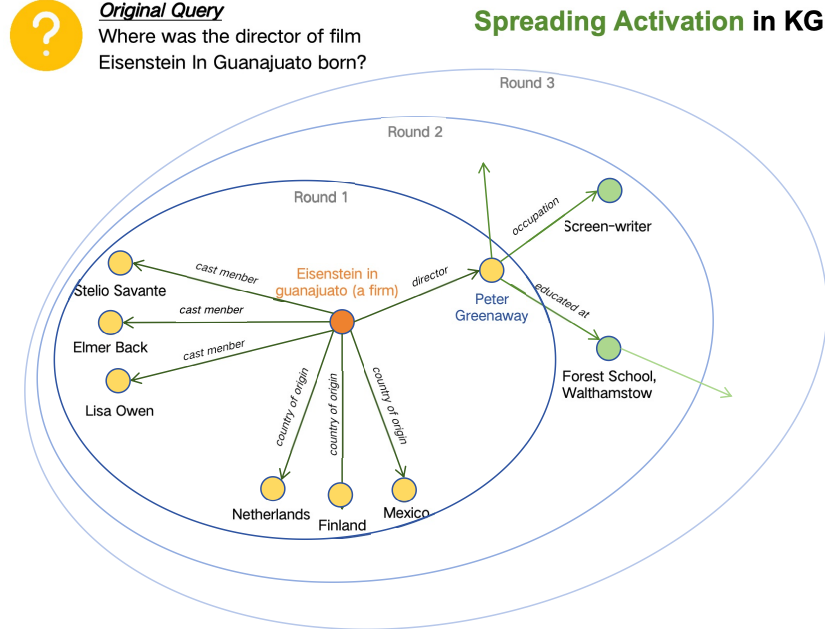 Original Query
Where was the director of film
Eisenstein In Guanajuato born?
Spreading Activation in KG
?
Round 3
Round 2
Round 1
occupation
Screen-writer
cast menber
Stelio Savante
Eisenstein in
guanajuato (a firm)
director
Peter
Greenaway
educated at
cast menber
Elmer Back
cast menber
Lisa Owen
Forest School,
Walthamstow
country of origin
country of origin
country of origin
Netherlands
Finland
Mexico